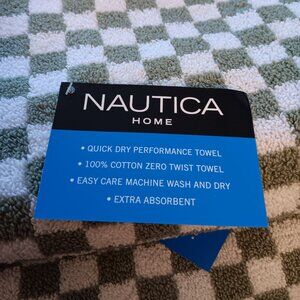 NAUTICA
HOME
• QUICK DRY PERFORMANCE TOWEL
• 100% COTTON ZERO TWIST TOWEL
• EASY CARE MACHINE WASH AND DRY
• EXTRA ABSORBENT